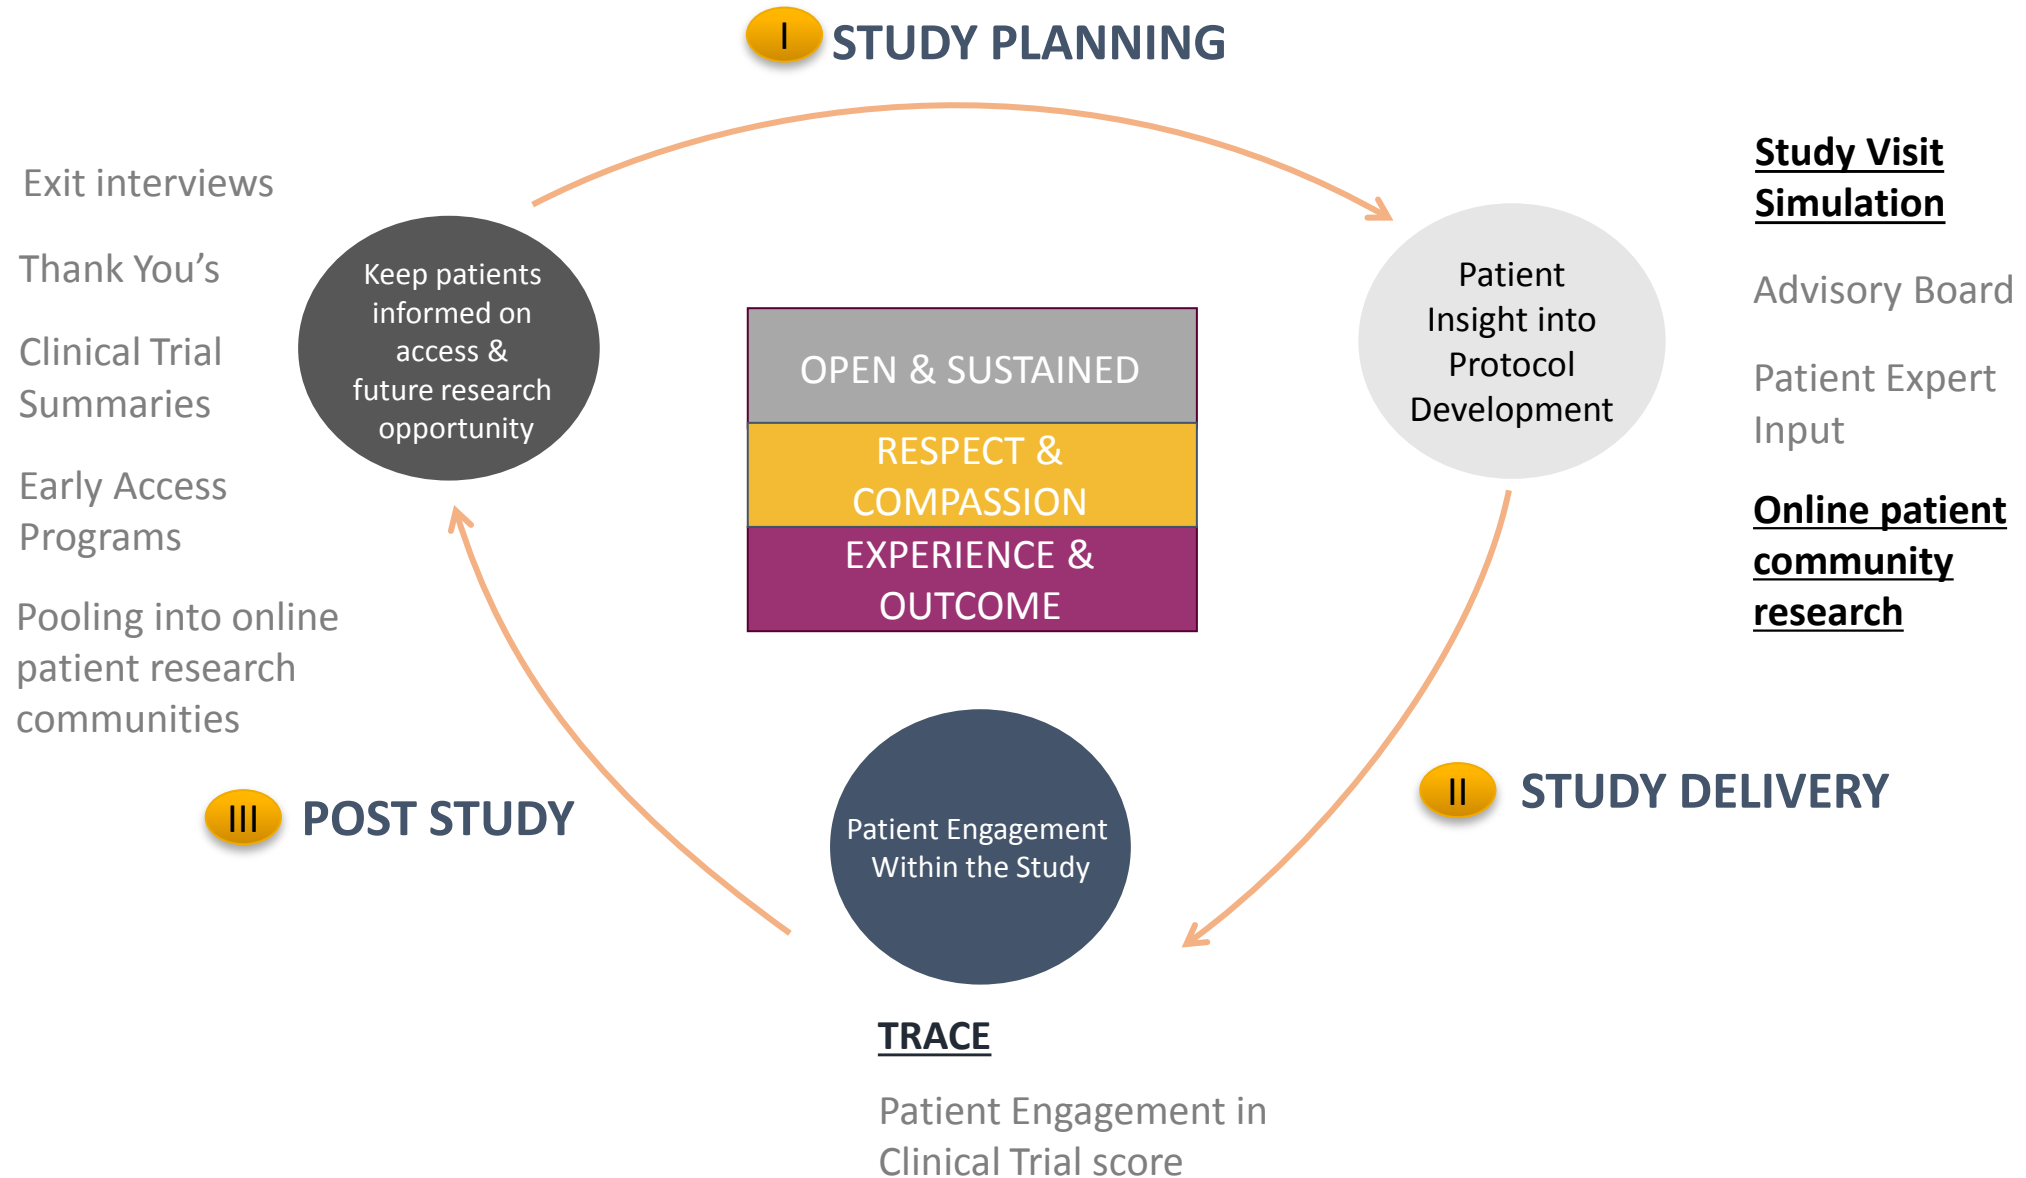 I
STUDY PLANNING
Exit interviews
Thank You’s
Clinical Trial
Summaries
Early Access
Programs
Pooling into online
patient research
communities
Keep patients
informed on
access &
future research
opportunity
OPEN & SUSTAINED
RESPECT &
COMPASSION
EXPERIENCE &
OUTCOME
Patient
Insight into
Protocol
Development
Study Visit
Simulation
Advisory Board
Patient Expert
Input
Online patient
community
research
II
STUDY DELIVERY
III
POST STUDY
Patient Engagement
Within the Study
TRACE
Patient Engagement in
Clinical Trial score